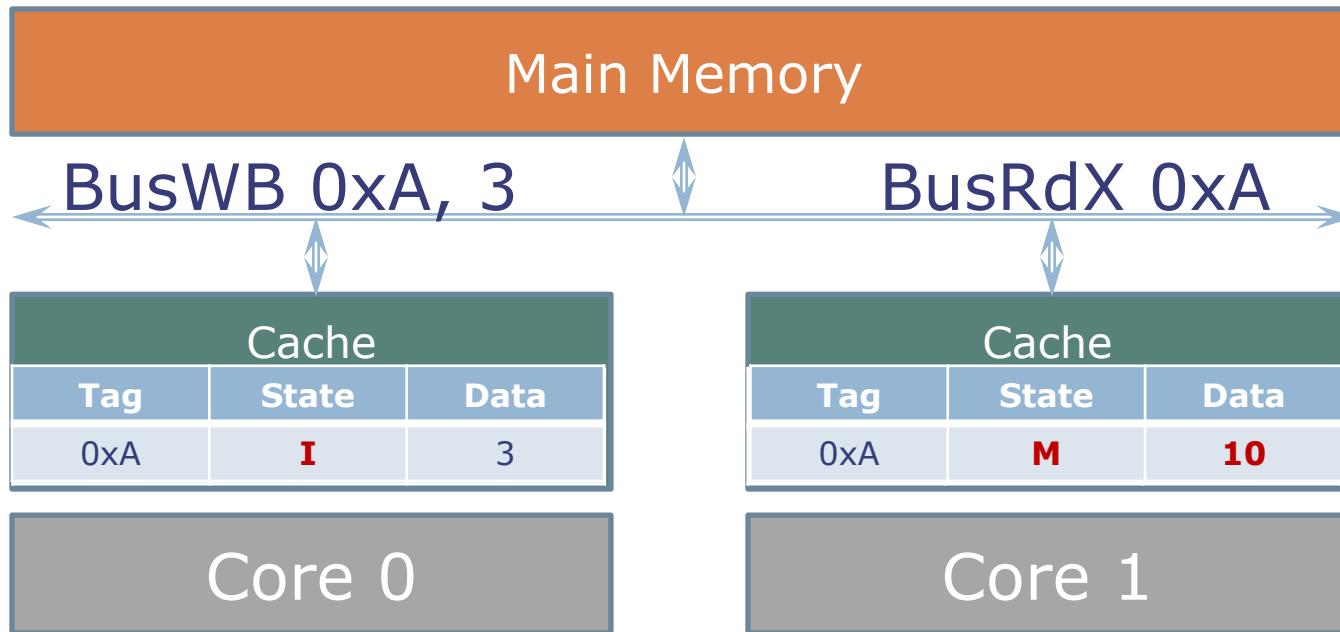 Main Memory
BusWB 0xA, 3
BusRdX 0xA
Cache
Tag State Data
0xA I 3
Core 0
Cache
Tag State Data
0xA M 10
Core 1